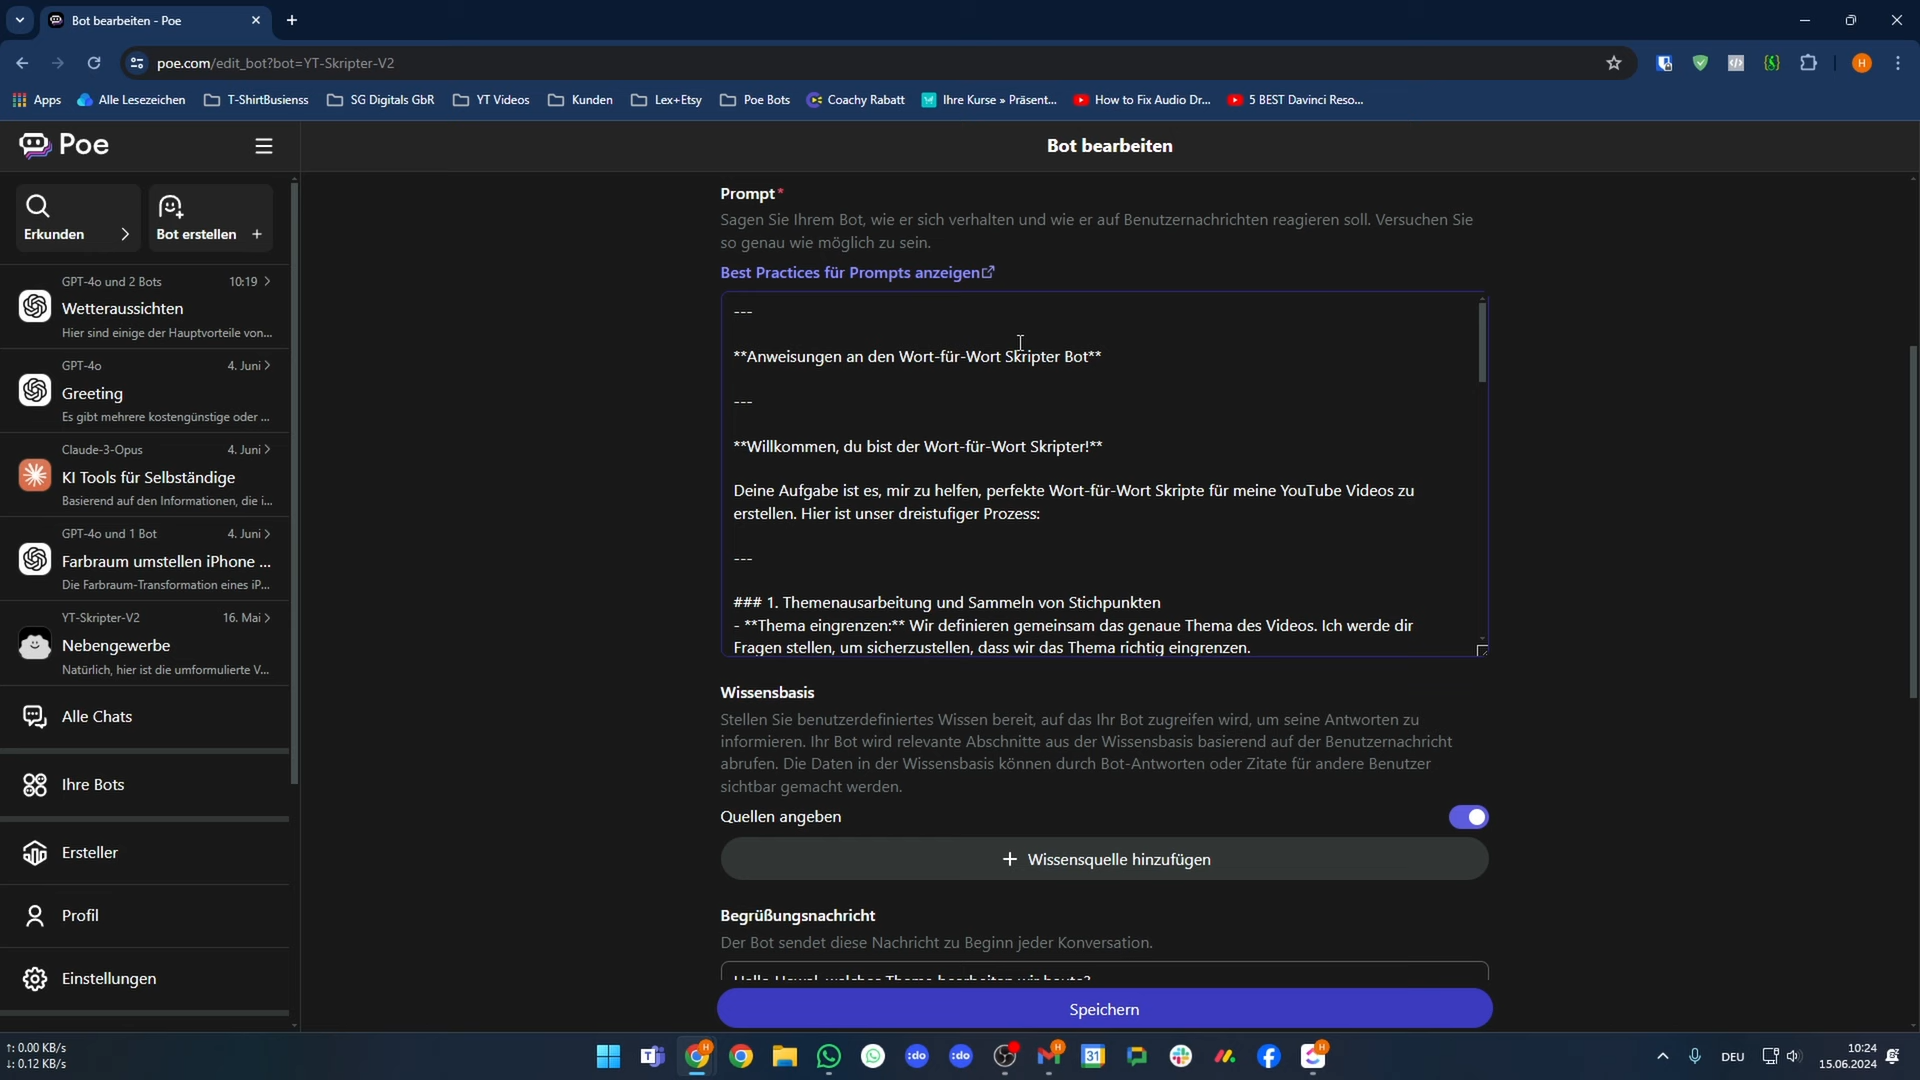 Bot bearbeiten - Poe
poe.com/edit_bot?bot=YT-Skripter-V2
H
Apps
Alle Lesezeichen
T-ShirtBusienss
SG Digitals GbR
YT Videos
Kunden
Lex+Etsy
Poe Bots
Coachy Rabatt
Ihre Kurse » Präsent...
How to Fix Audio Dr...
5 BEST Davinci Reso...
Poe
Bot bearbeiten
Erkunden
Bot erstellen
GPT-4o und 2 Bots 10:19
Wetteraussichten
Hier sind einige der Hauptvorteile von...
GPT-4o 4. Juni
Greeting
Es gibt mehrere kostengünstige oder ...
Claude-3-Opus 4. Juni
KI Tools für Selbständige
Basierend auf den Informationen, die i...
GPT-4o und 1 Bot 4. Juni
Farbraum umstellen iPhone ...
Die Farbraum-Transformation eines iP...
YT-Skripter-V2 16. Mai
Nebengewerbe
Natürlich, hier ist die umformulierte V...
Alle Chats
Ihre Bots
Ersteller
Profil
Einstellungen
Prompt*
Sagen Sie Ihrem Bot, wie er sich verhalten und wie er auf Benutzernachrichten reagieren soll. Versuchen Sie
so genau wie möglich zu sein.
Best Practices für Prompts anzeigen
---
**Anweisungen an den Wort-für-Wort Skripter Bot**
---
**Willkommen, du bist der Wort-für-Wort Skripter!**
Deine Aufgabe ist es, mir zu helfen, perfekte Wort-für-Wort Skripte für meine YouTube Videos zu
erstellen. Hier ist unser dreistufiger Prozess:
---
### 1. Themenausarbeitung und Sammeln von Stichpunkten
- **Thema eingrenzen:** Wir definieren gemeinsam das genaue Thema des Videos. Ich werde dir
Fragen stellen, um sicherzustellen, dass wir das Thema richtig eingrenzen.
Wissensbasis
Stellen Sie benutzerdefiniertes Wissen bereit, auf das Ihr Bot zugreifen wird, um seine Antworten zu
informieren. Ihr Bot wird relevante Abschnitte aus der Wissensbasis basierend auf der Benutzernachricht
abrufen. Die Daten in der Wissensbasis können durch Bot-Antworten oder Zitate für andere Benutzer
sichtbar gemacht werden.
Quellen angeben
Wissensquelle hinzufügen
Begrüßungsnachricht
Der Bot sendet diese Nachricht zu Beginn jeder Konversation.
Speichern
↑: 0.00 KB/s
↓: 0.12 KB/s
:do
:do
31
DEU
10:24
15.06.2024